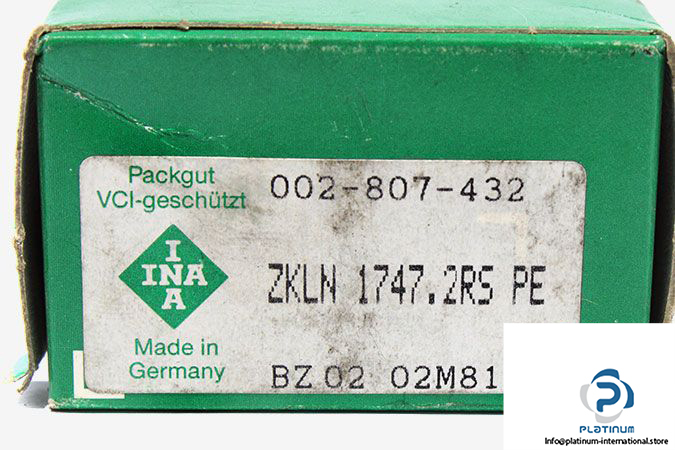 Packgut
VCI-geschützt
002-807-432
INA
INA
ZKLN 1747.2RS PE
Made in
Germany
BZ 02 02M81
PLATINUM
Info@platinum-international.store